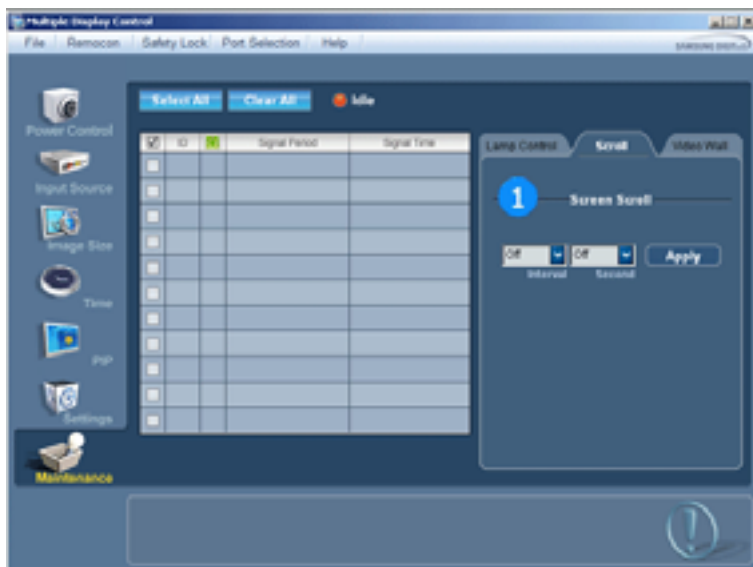 Multiple Display Control
File Remocon Safety Lock Port Selection Help
SAMSUNG DIGITall
Select All Clear All Idle
Power Control
Input Source
Image Size
Time
PIP
Settings
Maintenance
ID Signal Period Signal Time
Lamp Control Scroll Video Wall
1 Screen Scroll
Off Off Apply
Interval Second